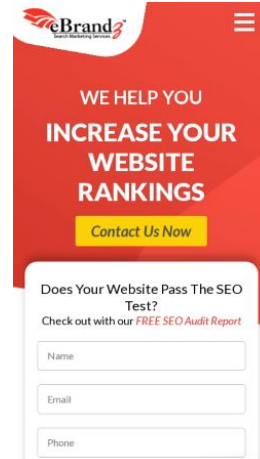 eBrandz
Search Marketing Services
WE HELP YOU
INCREASE YOUR
WEBSITE
RANKINGS
Contact Us Now
Does Your Website Pass The SEO
Test?
Check out with our FREE SEO Audit Report
Name
Email
Phone